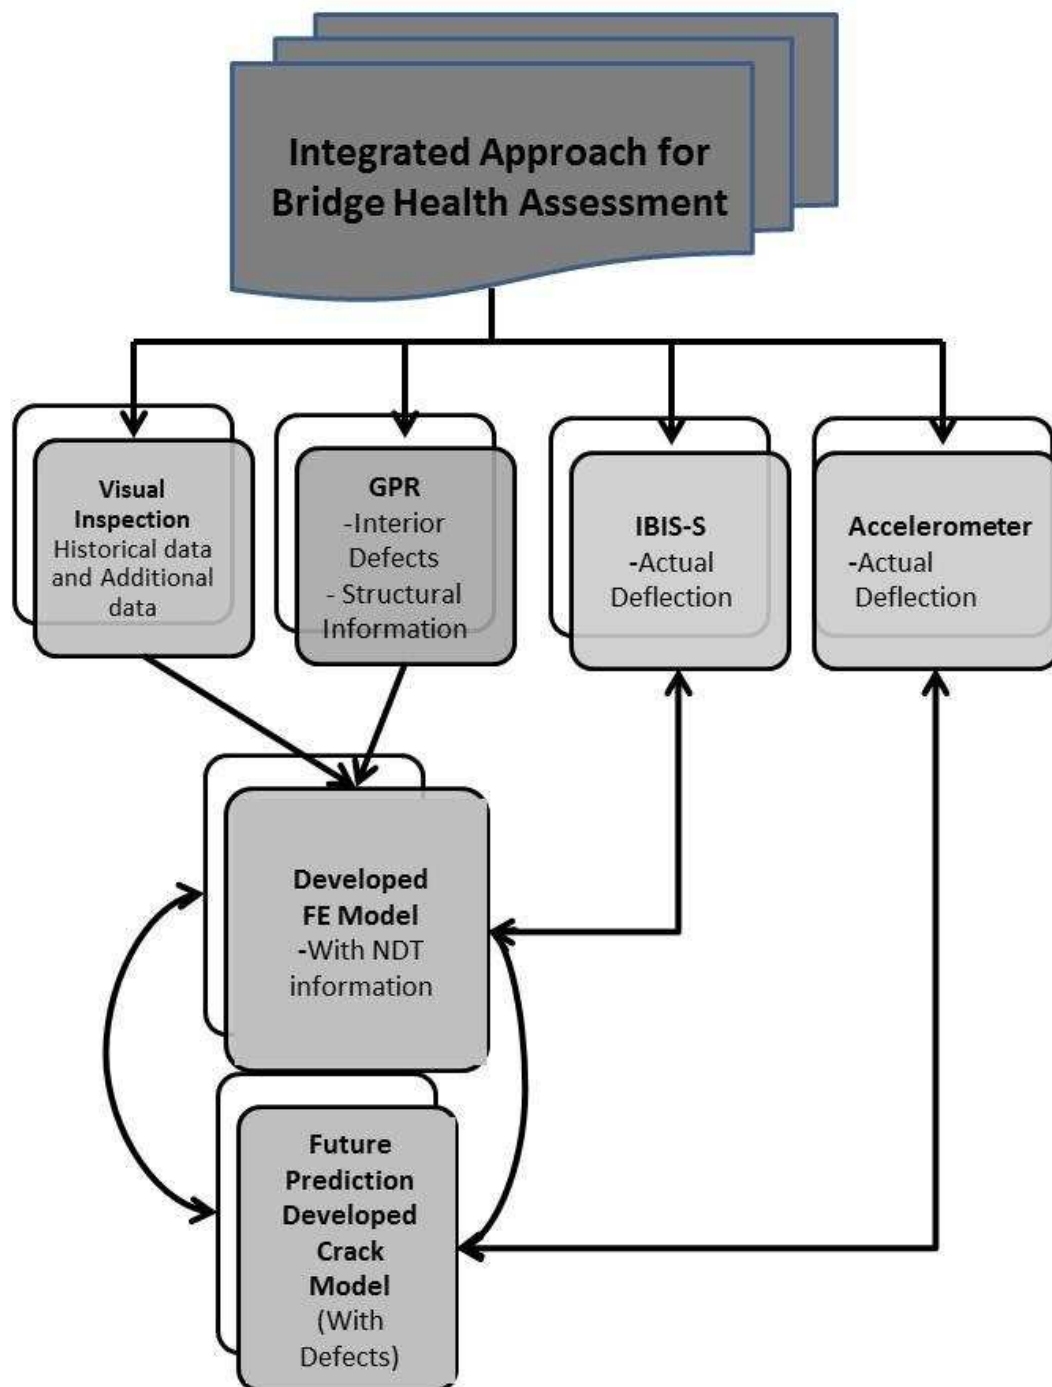 Integrated Approach for
Bridge Health Assessment
Visual
Inspection
Historical data
and Additional
data
GPR
-Interior
Defects
- Structural
Information
IBIS-S
-Actual
Deflection
Accelerometer
-Actual
Deflection
Developed
FE Model
-With NDT
information
Future
Prediction
Developed
Crack
Model
(With
Defects)